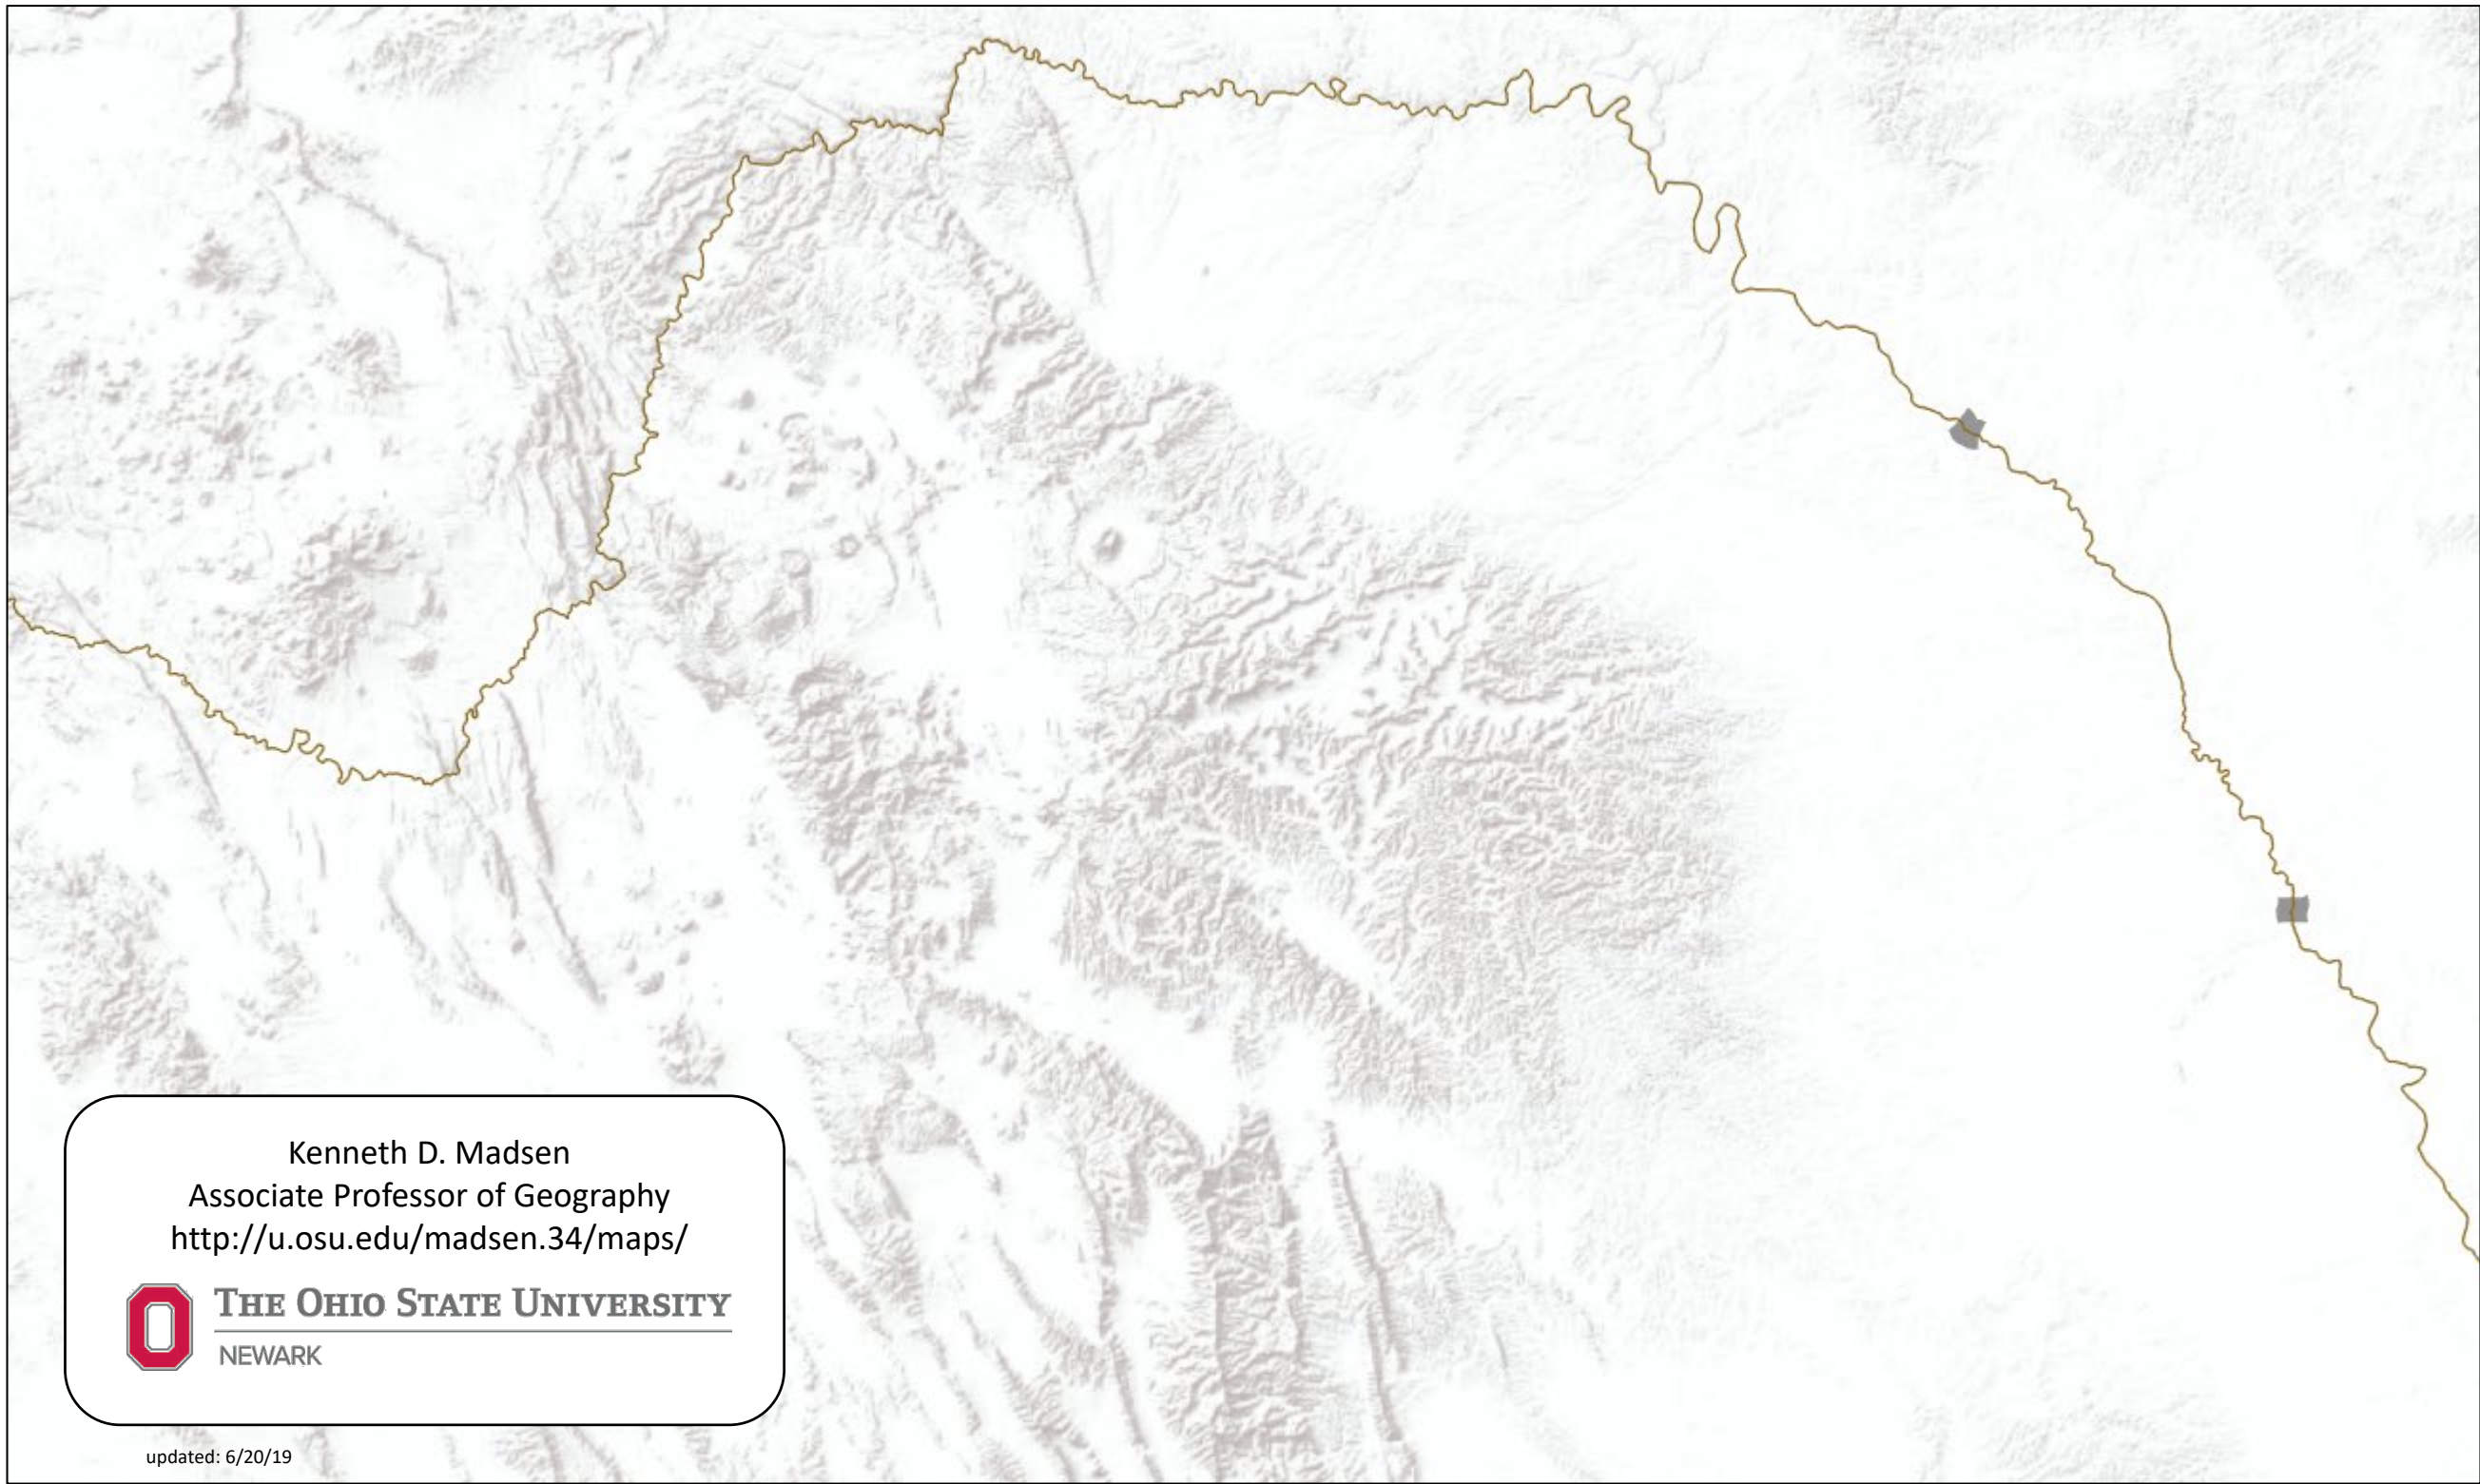 Kenneth D. Madsen
Associate Professor of Geography
http://u.osu.edu/madsen.34/maps/
THE OHIO STATE UNIVERSITY
NEWARK
updated: 6/20/19